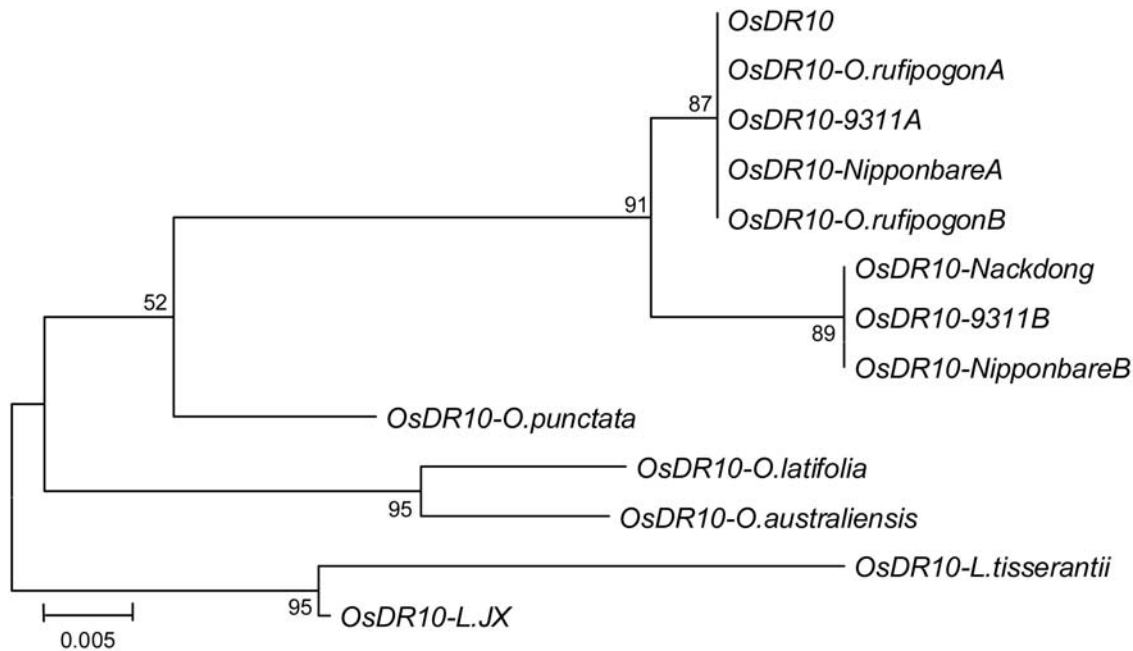 OsDR10
OsDR10-O.rufipogonA
87
OsDR10-9311A
OsDR10-NipponbareA
91
OsDR10-O.rufipogonB
OsDR10-Nackdong
52
OsDR10-9311B
89
OsDR10-NipponbareB
OsDR10-O.punctata
OsDR10-O.latifolia
95
OsDR10-O.australiensis
OsDR10-L.tisserantii
95
OsDR10-L.JX
0.005